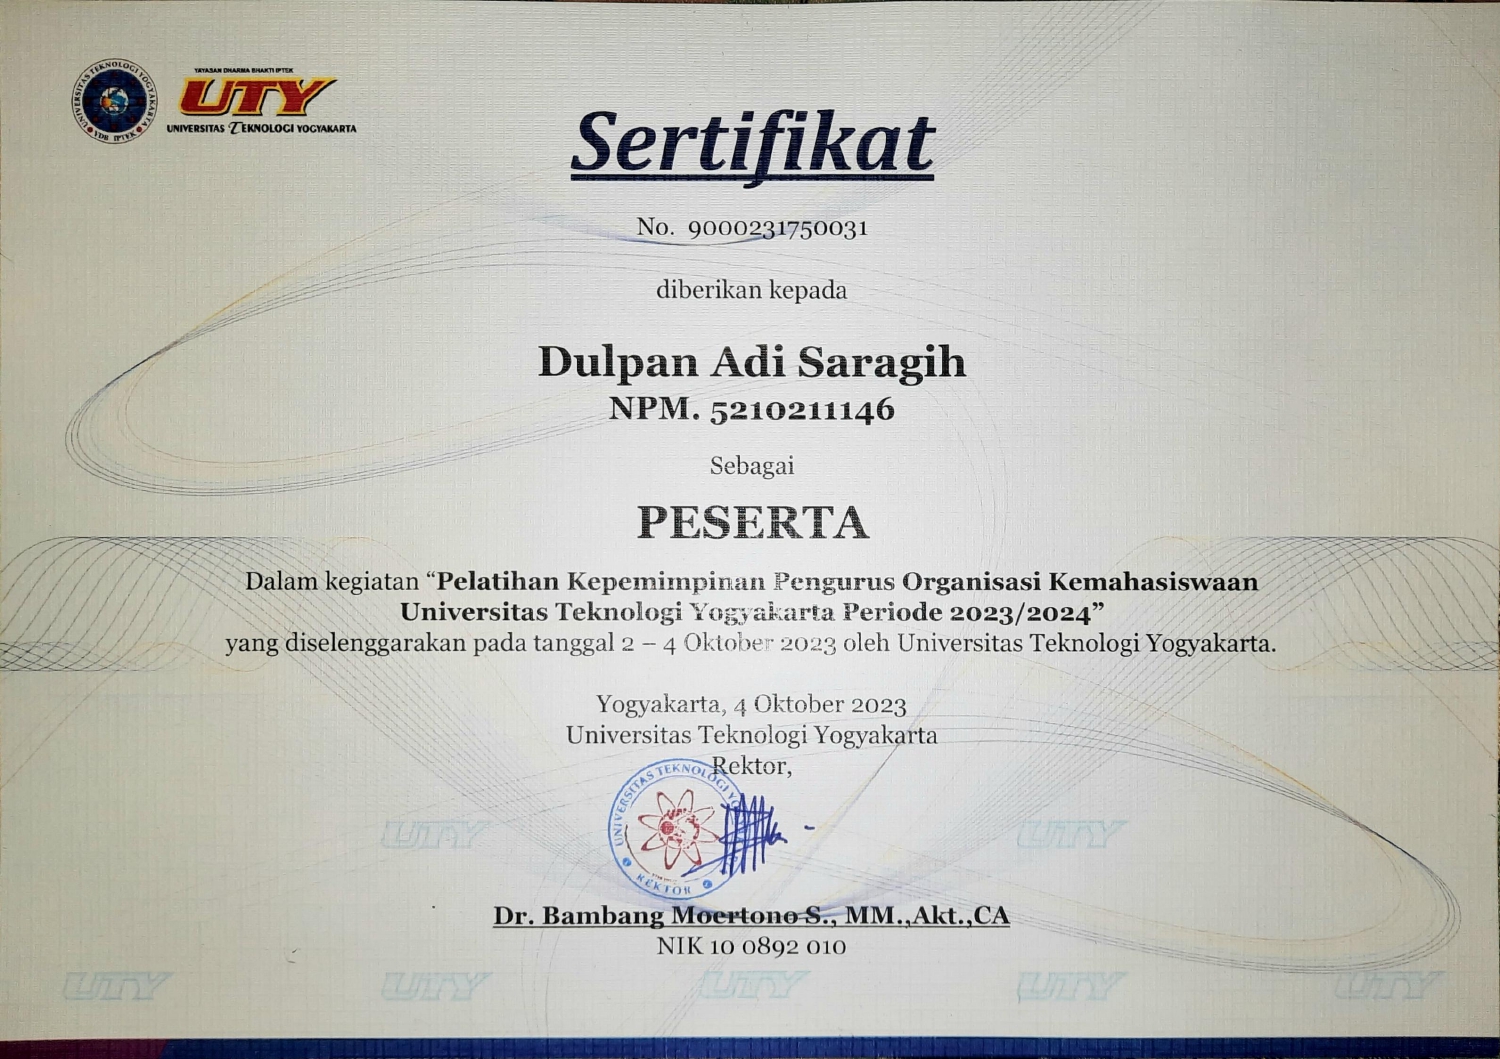 YAYASAN DHARMA BHAKTI IPTEK
UTY
UNIVERSITAS TEKNOLOGI YOGYAKARTA
UNIVERSITAS TEKNOLOGI YOGYAKARTA
YDB IPTEK
Sertifikat
No. 9000231750031
diberikan kepada
Dulpan Adi Saragih
NPM. 5210211146
Sebagai
PESERTA
Dalam kegiatan “Pelatihan Kepemimpinan Pengurus Organisasi Kemahasiswaan
Universitas Teknologi Yogyakarta Periode 2023/2024”
yang diselenggarakan pada tanggal 2 – 4 Oktober 2023 oleh Universitas Teknologi Yogyakarta.
Yogyakarta, 4 Oktober 2023
Universitas Teknologi Yogyakarta
Rektor,
UNIVERSITAS TEKNOLOGI
REKTOR
UTY
UTY
Dr. Bambang Moertono S., MM.,Akt.,CA
NIK 10 0892 010
UTY
UTY
UTY
UTY
UTY